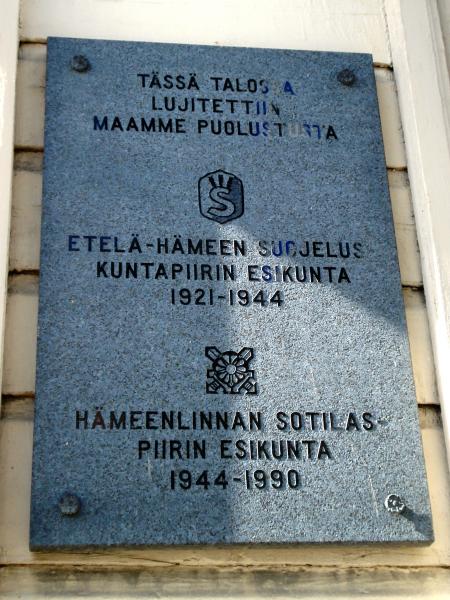 TÄSSÄ TALOSSA
LUJITETTIIN
MAAMME PUOLUSTUSTA
S
ETELÄ-HÄMEEN SUOJELUS
KUNTAPIIRIN ESIKUNTA
1921-1944
HÄMEENLINNAN SOTILAS-
PIIRIN ESIKUNTA
1944-1990